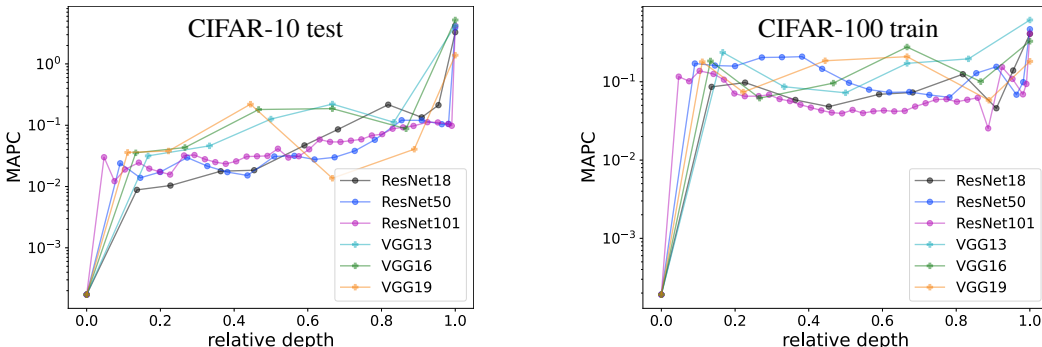 CIFAR-10 test
MAPC
10⁰
10⁻¹
10⁻²
10⁻³
0.0 0.2 0.4 0.6 0.8 1.0
relative depth
ResNet18
ResNet50
ResNet101
VGG13
VGG16
VGG19
CIFAR-100 train
MAPC
10⁻¹
10⁻²
10⁻³
0.0 0.2 0.4 0.6 0.8 1.0
relative depth
ResNet18
ResNet50
ResNet101
VGG13
VGG16
VGG19